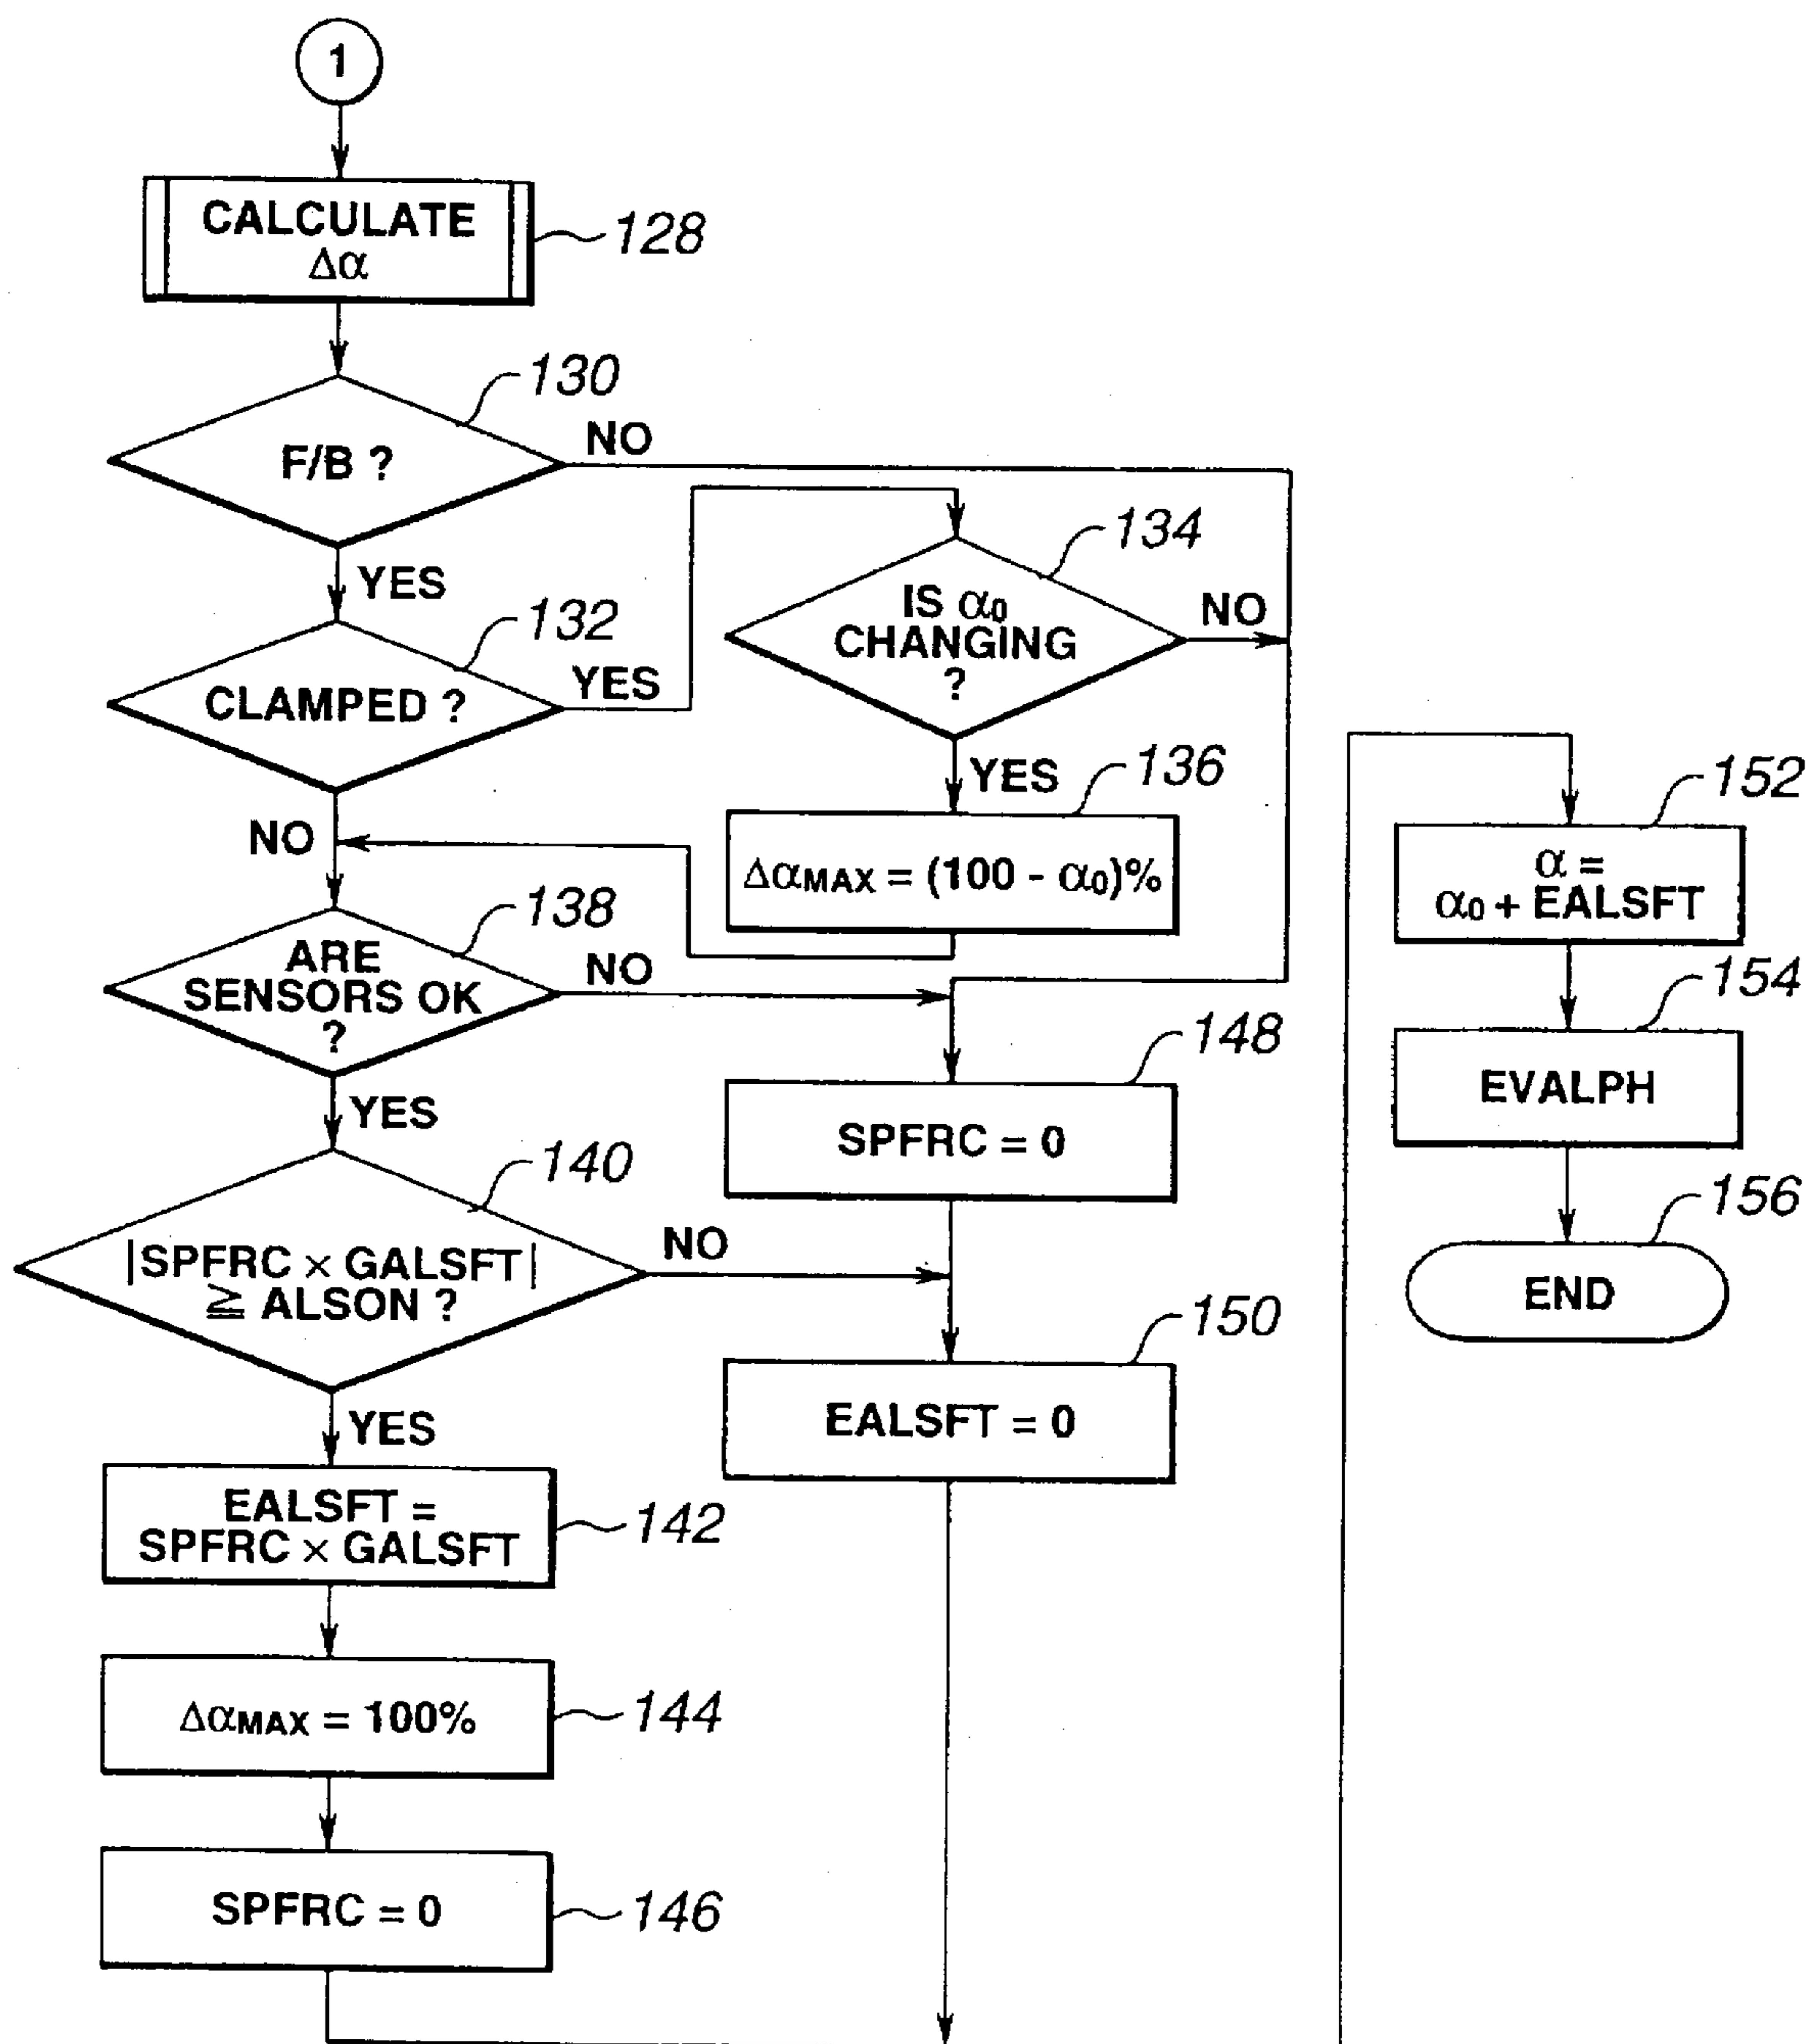 1
CALCULATE
Δα
128
130
F/B ?
NO
YES
132
CLAMPED ?
YES
NO
134
IS α0
CHANGING
?
NO
YES
136
ΔαMAX = (100 - α0)%
138
ARE
SENSORS OK
?
NO
YES
140
|SPFRC × GALSFT|
≧ ALSON ?
NO
YES
148
SPFRC = 0
150
EALSFT = 0
EALSFT =
SPFRC × GALSFT
142
ΔαMAX = 100%
144
SPFRC = 0
146
152
α =
α0 + EALSFT
154
EVALPH
156
END